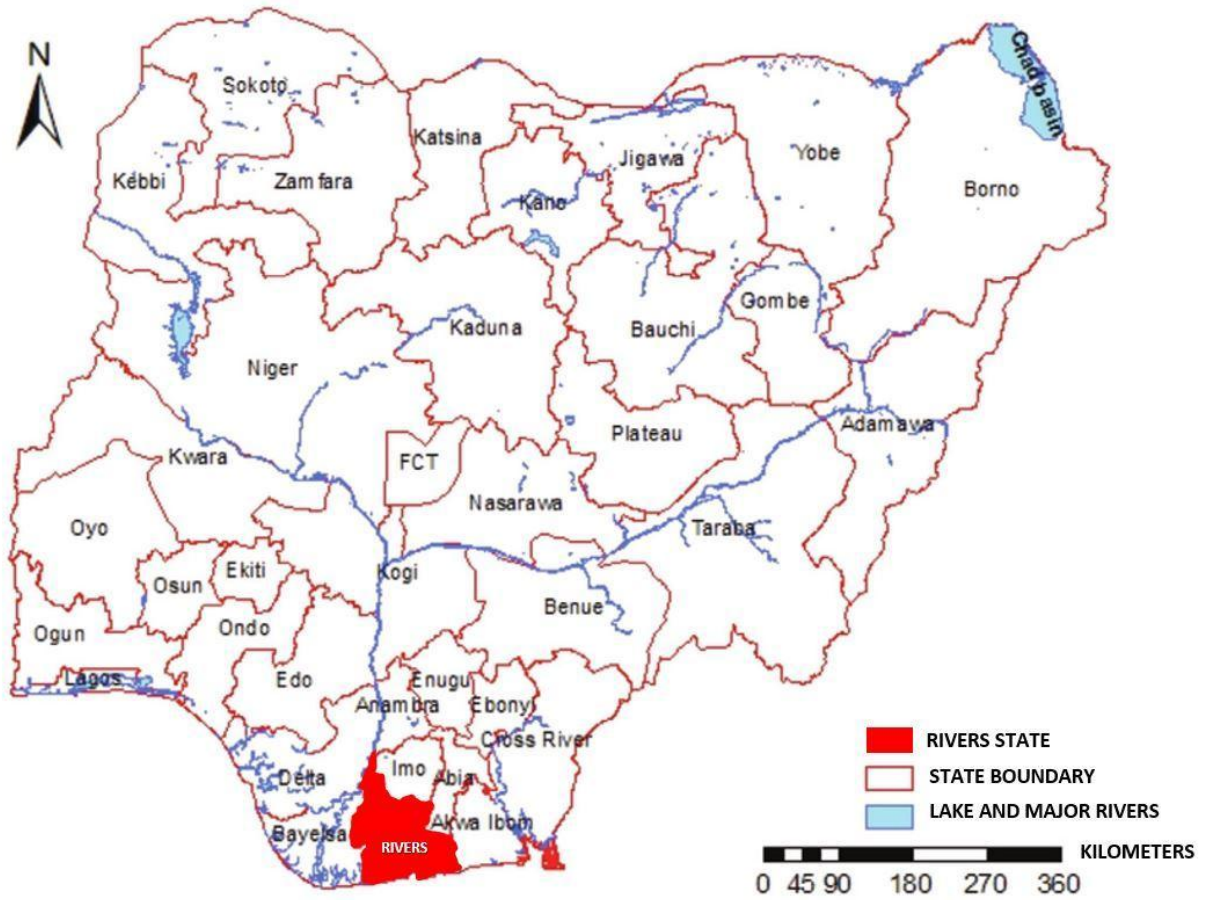 N
Chad basin
Sokoto
Katsina
Kebbi
Zamfara
Kano
Jigawa
Yobe
Borno
Gombe
Bauchi
Kaduna
Niger
Plateau
Adamawa
Kwara
FCT
Nasarawa
Oyo
Taraba
Osun
Ekiti
Kogi
Benue
Ogun
Ondo
Lagos
Edo
Enugu
Anambra
Ebonyi
Cross River
Delta
Imo
Abia
Bayelsa
Akwa Ibom
RIVERS
RIVERS STATE
STATE BOUNDARY
LAKE AND MAJOR RIVERS
KILOMETERS
0 45 90 180 270 360